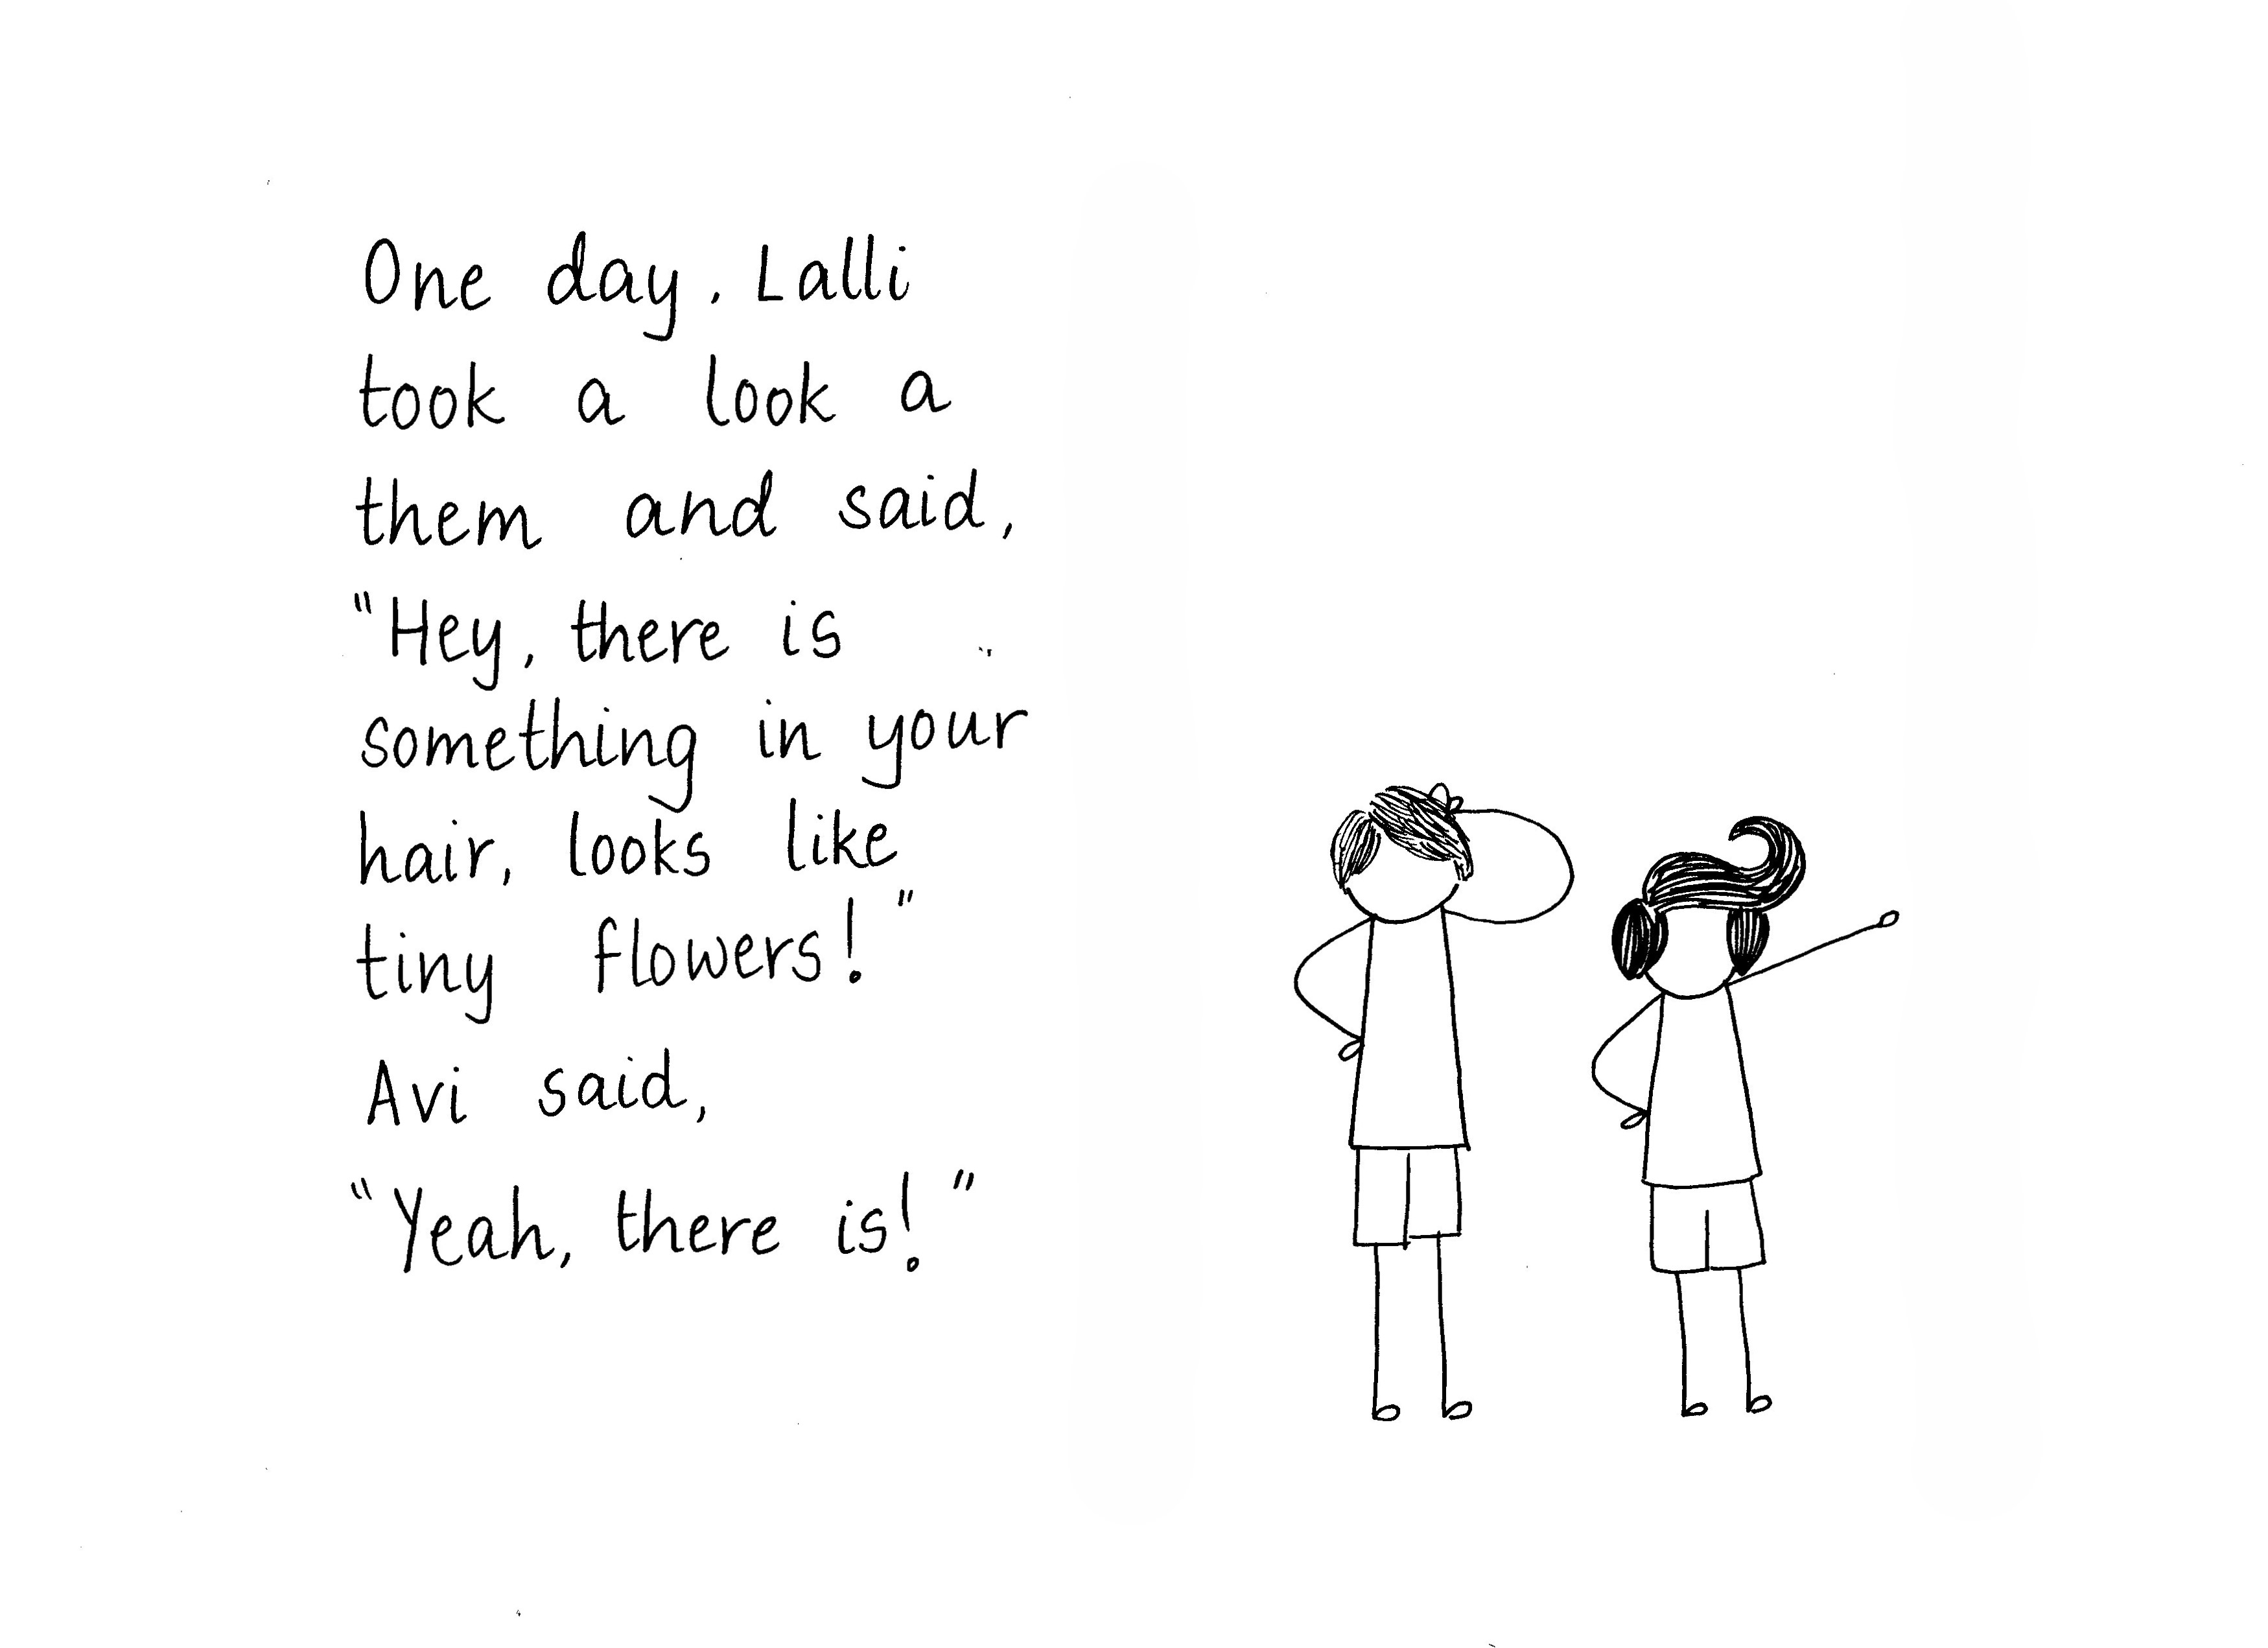 One day, Lalli
took a look a
them and said,
"Hey, there is
something in your
hair, looks like
tiny flowers!"
Avi said,
"Yeah, there is!"